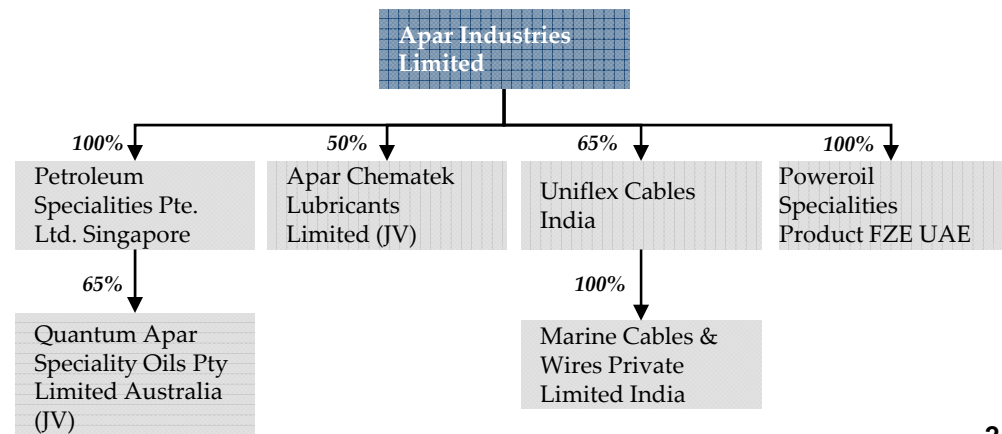 Apar Industries
Limited
100%
50%
65%
100%
Petroleum
Specialities Pte.
Ltd. Singapore
Apar Chematek
Lubricants
Limited (JV)
Uniflex Cables
India
Poweroil
Specialities
Product FZE UAE
65%
100%
Quantum Apar
Speciality Oils Pty
Limited Australia
(JV)
Marine Cables &
Wires Private
Limited India